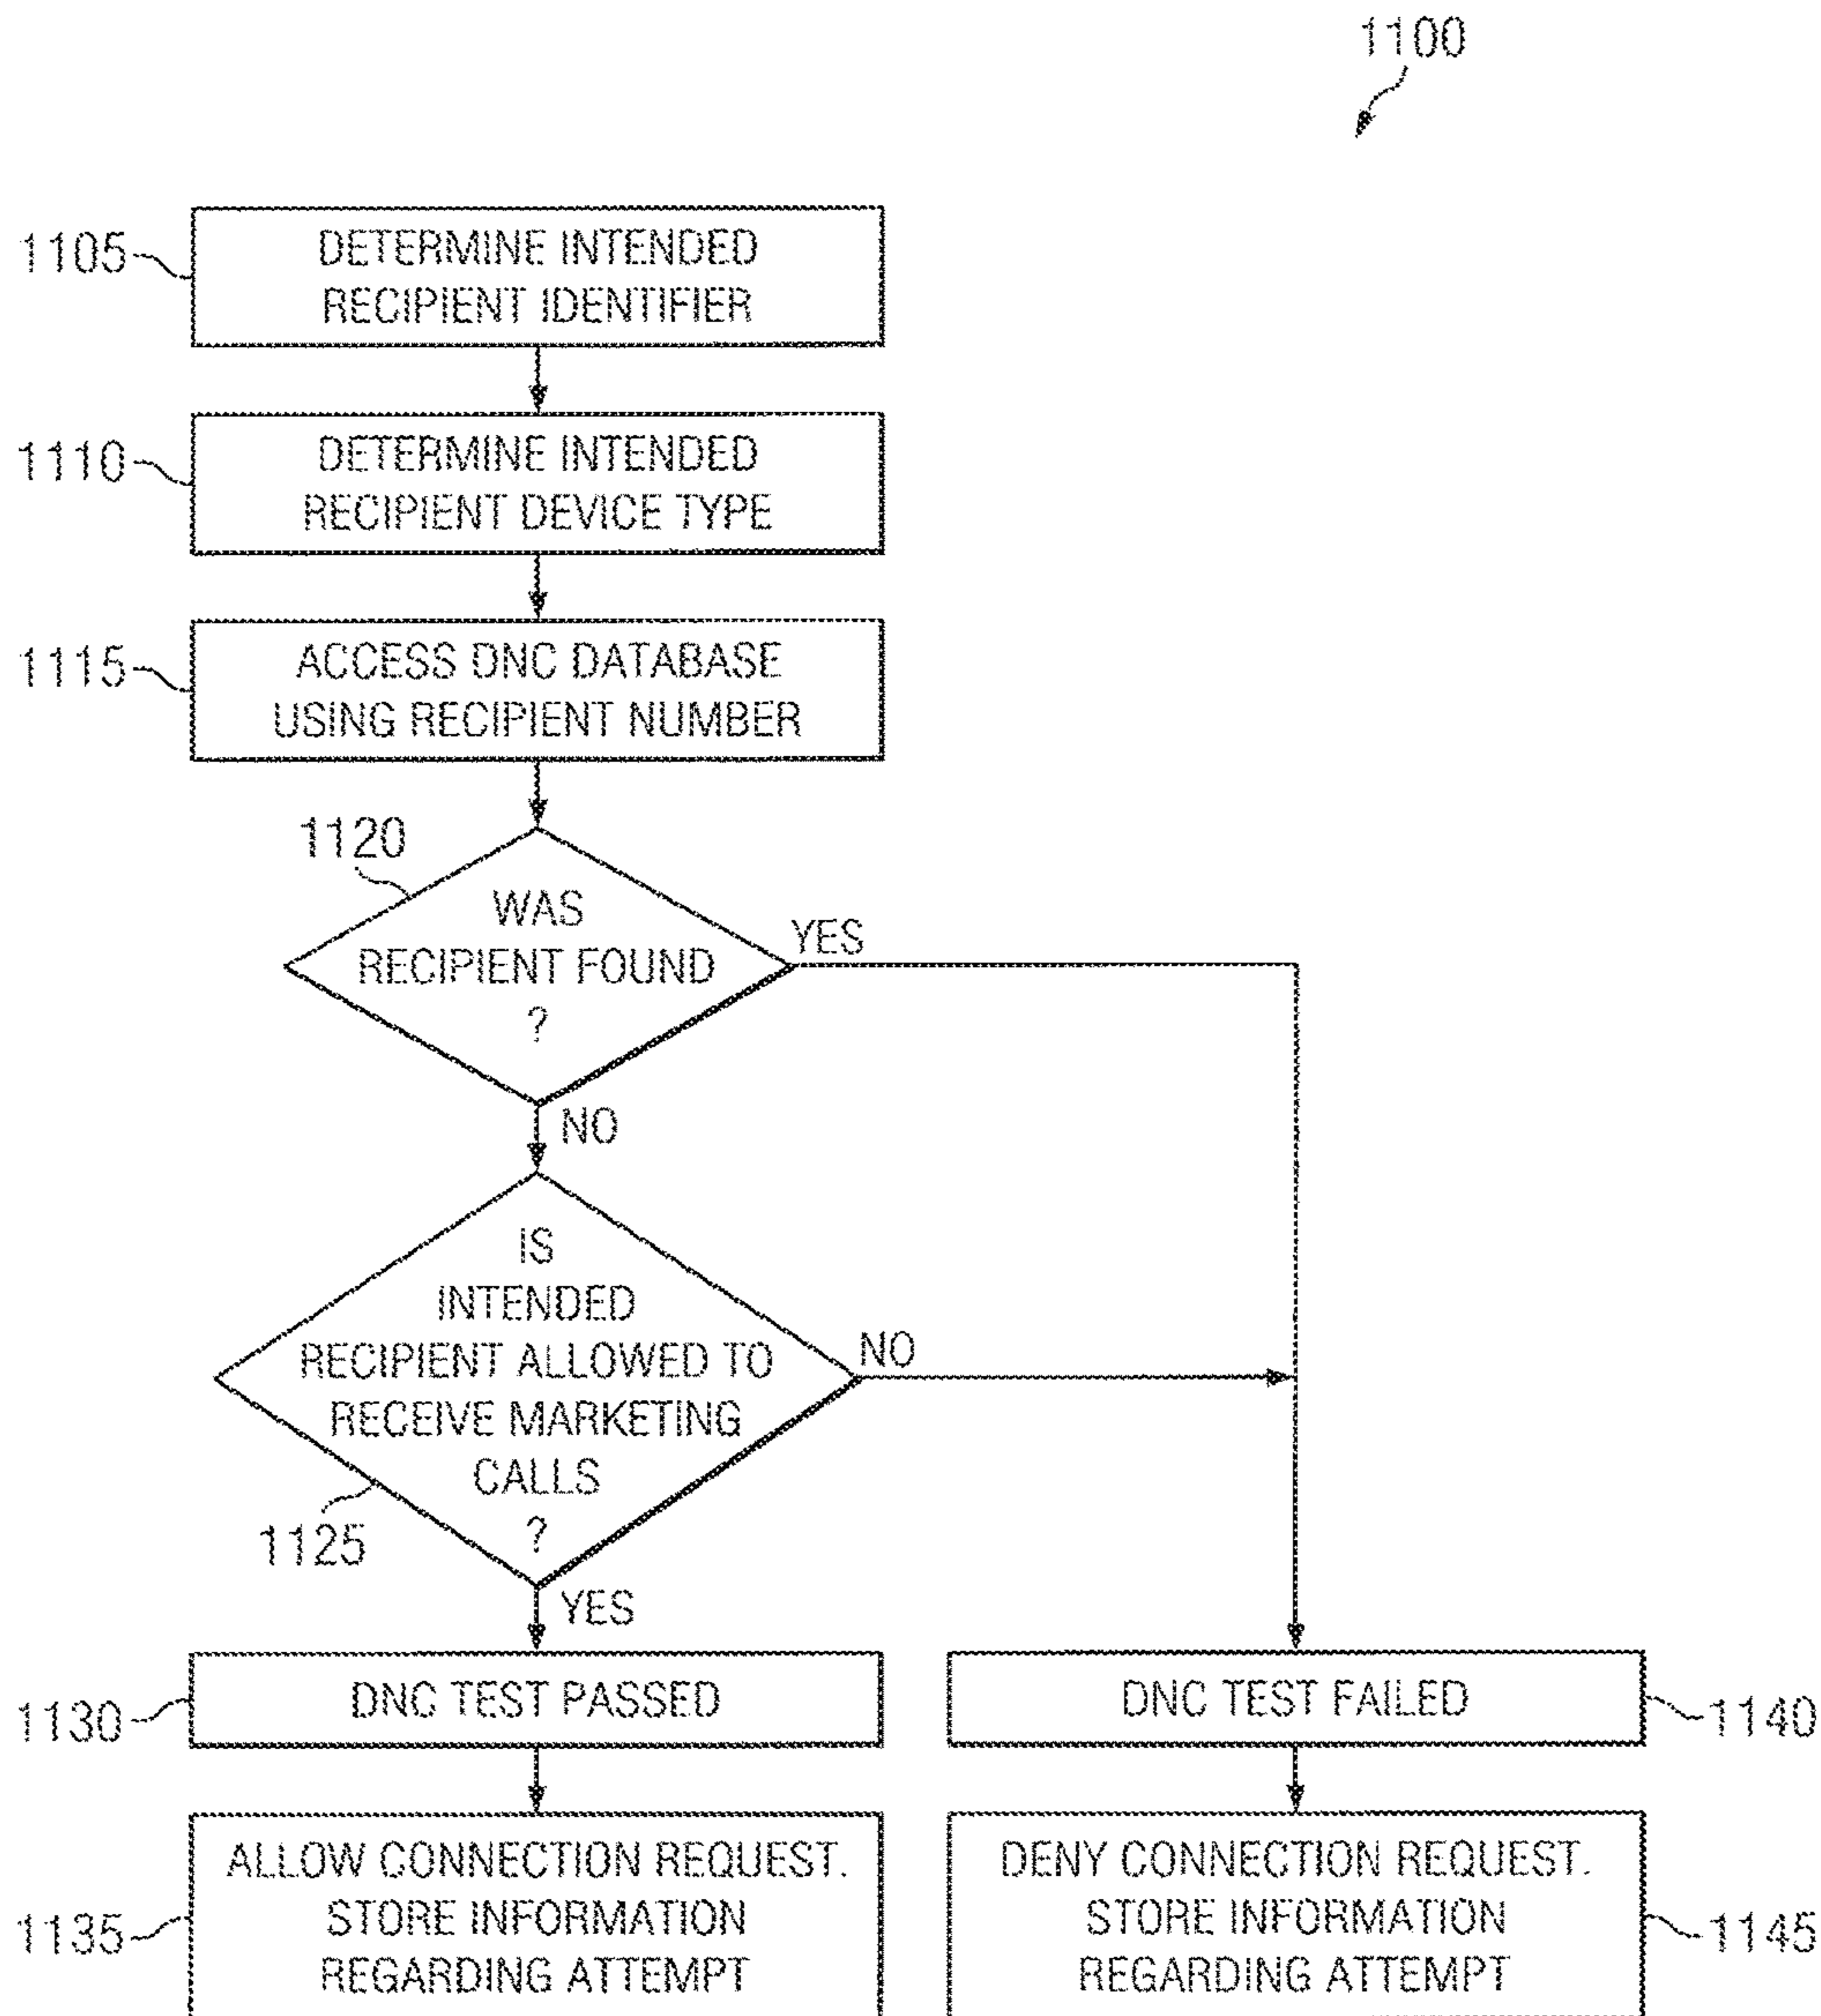 1100
1105
DETERMINE INTENDED
RECIPIENT IDENTIFIER
1110
DETERMINE INTENDED
RECIPIENT DEVICE TYPE
1115
ACCESS DNC DATABASE
USING RECIPIENT NUMBER
1120
WAS
RECIPIENT FOUND
?
YES
NO
IS
INTENDED
RECIPIENT ALLOWED TO
RECEIVE MARKETING
CALLS
?
NO
1125
YES
1130
DNC TEST PASSED
DNC TEST FAILED
1140
1135
ALLOW CONNECTION REQUEST.
STORE INFORMATION
REGARDING ATTEMPT
DENY CONNECTION REQUEST.
STORE INFORMATION
REGARDING ATTEMPT
1145